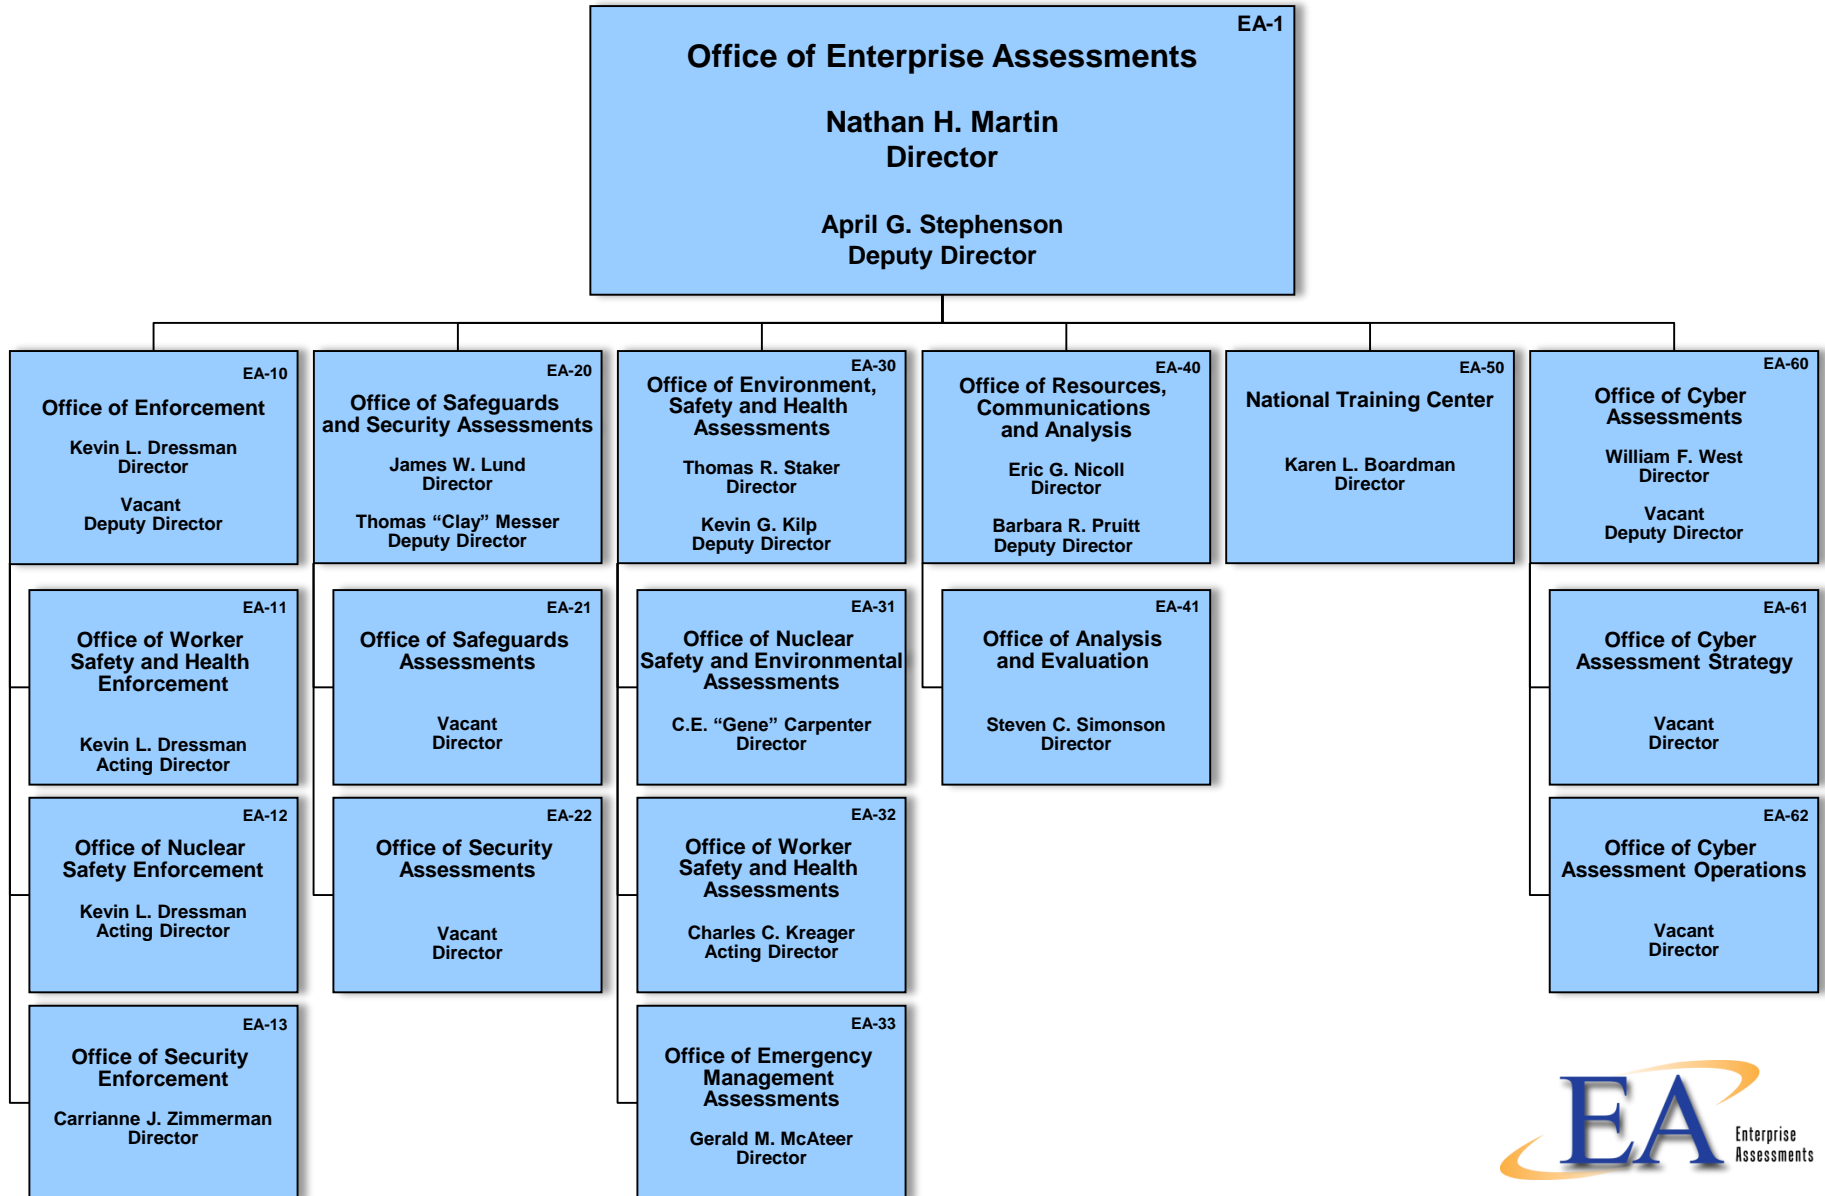 EA-1
Office of Enterprise Assessments
Nathan H. Martin
Director
April G. Stephenson
Deputy Director
EA-10
Office of Enforcement
Kevin L. Dressman
Director
Vacant
Deputy Director
EA-20
Office of Safeguards
and Security Assessments
James W. Lund
Director
Thomas “Clay” Messer
Deputy Director
EA-30
Office of Environment,
Safety and Health
Assessments
Thomas R. Staker
Director
Kevin G. Kilp
Deputy Director
EA-40
Office of Resources,
Communications
and Analysis
Eric G. Nicoll
Director
Barbara R. Pruitt
Deputy Director
EA-50
National Training Center
Karen L. Boardman
Director
EA-60
Office of Cyber
Assessments
William F. West
Director
Vacant
Deputy Director
EA-11
Office of Worker
Safety and Health
Enforcement
Kevin L. Dressman
Acting Director
EA-21
Office of Safeguards
Assessments
Vacant
Director
EA-31
Office of Nuclear
Safety and Environmental
Assessments
C.E. “Gene” Carpenter
Director
EA-41
Office of Analysis
and Evaluation
Steven C. Simonson
Director
EA-61
Office of Cyber
Assessment Strategy
Vacant
Director
EA-12
Office of Nuclear
Safety Enforcement
Kevin L. Dressman
Acting Director
EA-22
Office of Security
Assessments
Vacant
Director
EA-32
Office of Worker
Safety and Health
Assessments
Charles C. Kreager
Acting Director
EA-62
Office of Cyber
Assessment Operations
Vacant
Director
EA-13
Office of Security
Enforcement
Carrianne J. Zimmerman
Director
EA-33
Office of Emergency
Management
Assessments
Gerald M. McAteer
Director
EA
Enterprise
Assessments